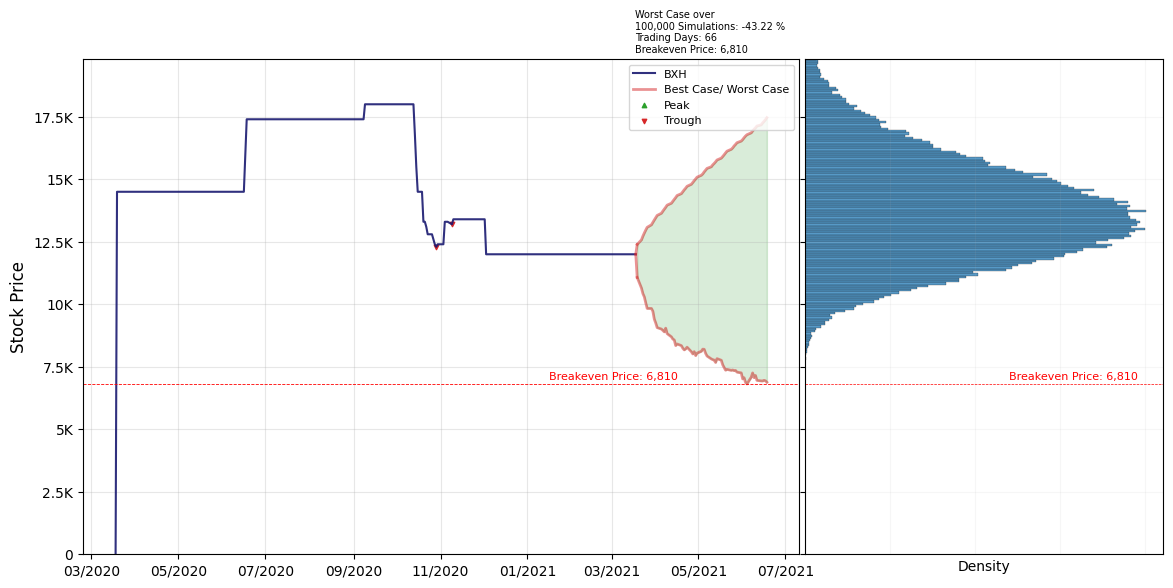 Worst Case over
100,000 Simulations: -43.22 %
Trading Days: 66
Breakeven Price: 6,810
BXH
Best Case/ Worst Case
Peak
Trough
Stock Price
17.5K
15K
12.5K
10K
7.5K
5K
2.5K
0
Breakeven Price: 6,810
Breakeven Price: 6,810
03/2020 05/2020 07/2020 09/2020 11/2020 01/2021 03/2021 05/2021 07/2021
Density